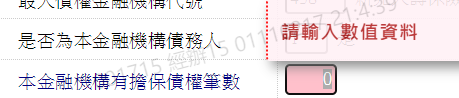 最大債權金融機構代號
請輸入數值資料
是否為本金融機構債務人
本金融機構有擔保債權筆數
0